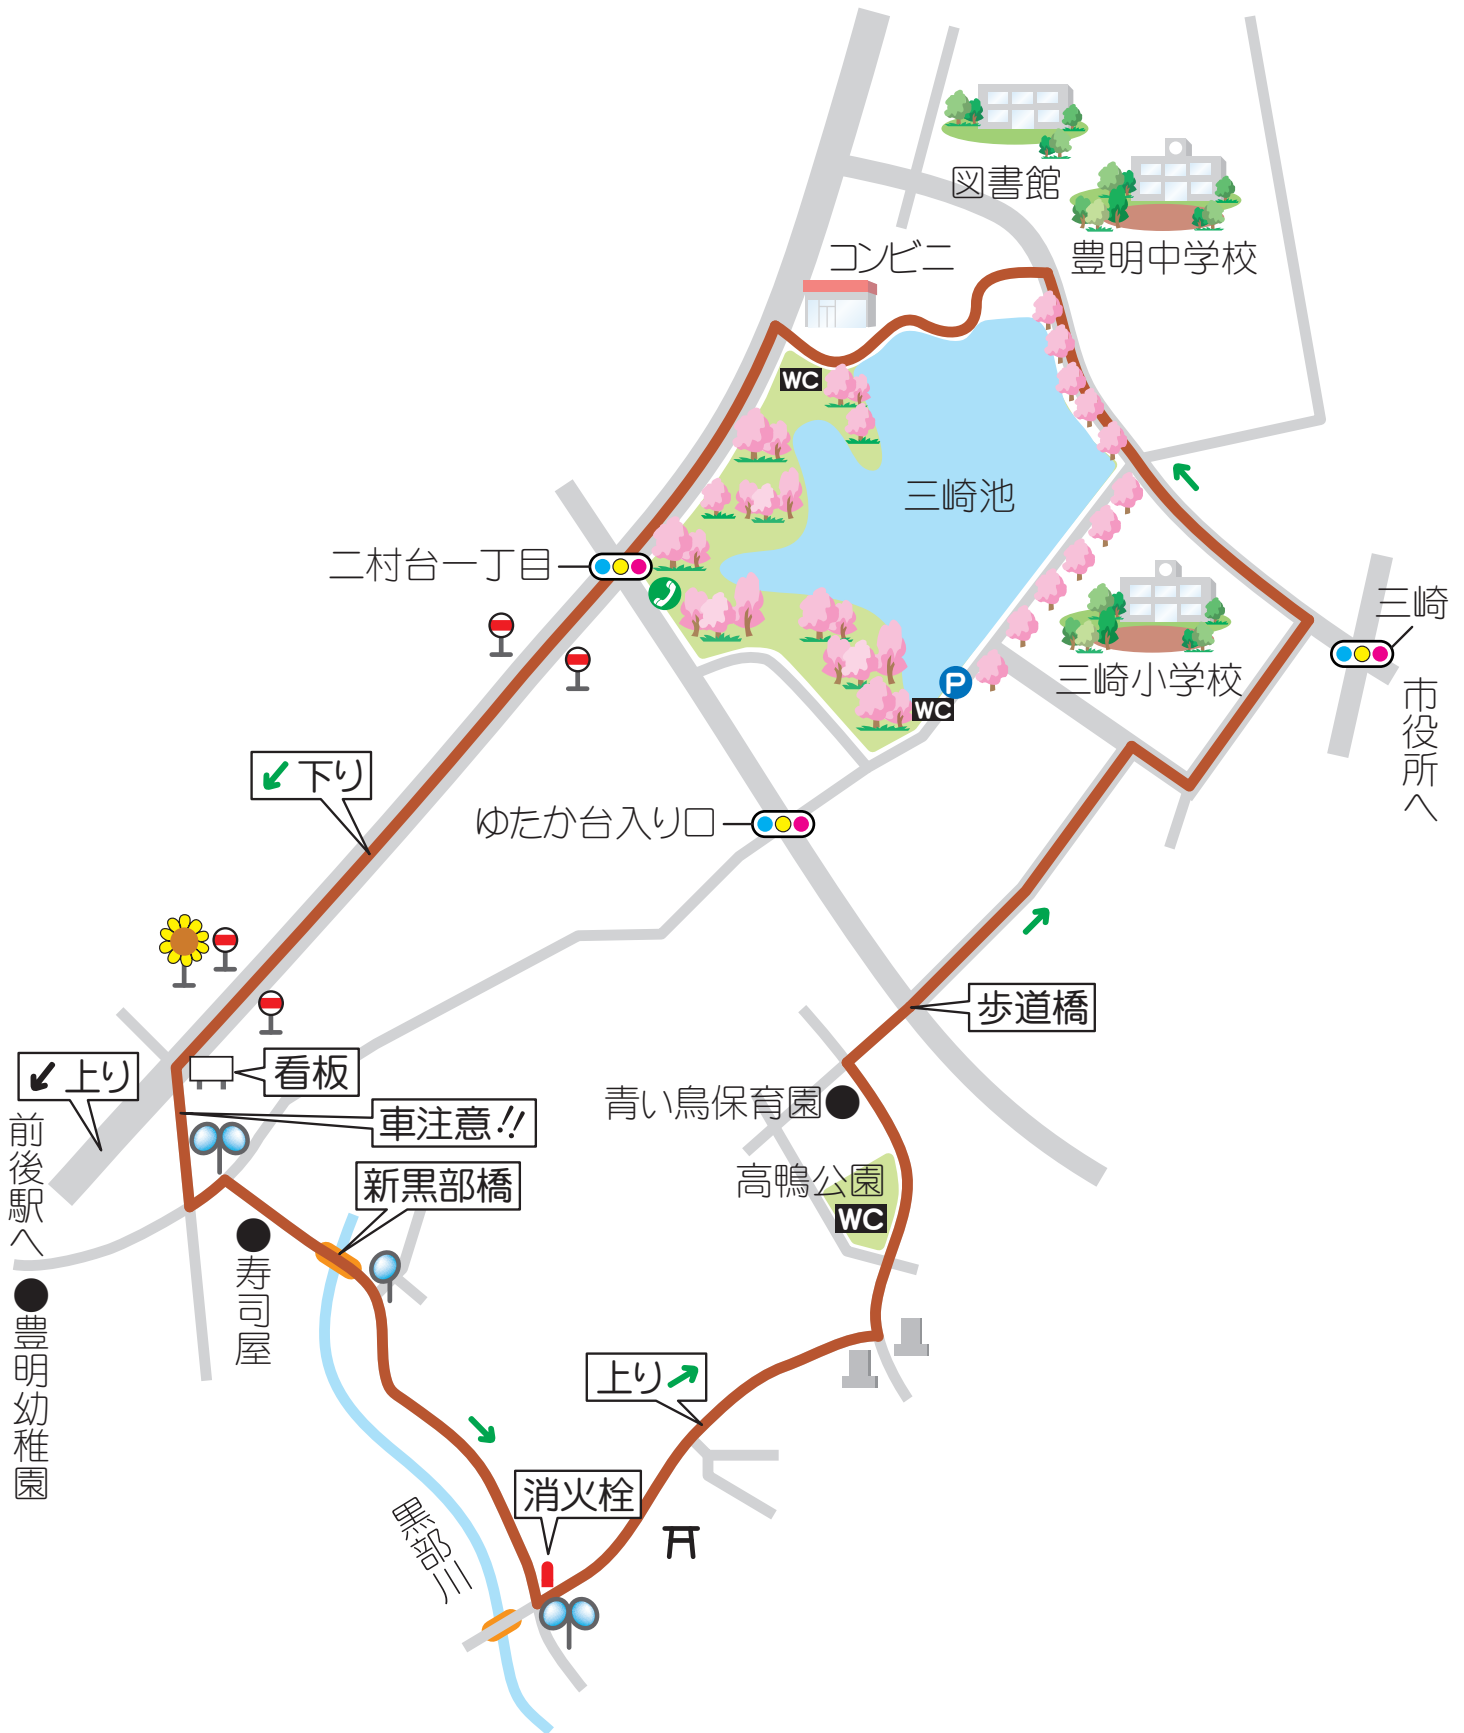 図書館
豊明中学校
コンビニ
WC
三崎池
二村台一丁目
三崎
三崎小学校
P
WC
市役所へ
下り
ゆたか台入り口
歩道橋
上り
看板
青い鳥保育園
車注意!!
前後駅へ
新黒部橋
高鴨公園
WC
寿司屋
豊明幼稚園
上り
消火栓
黒部川